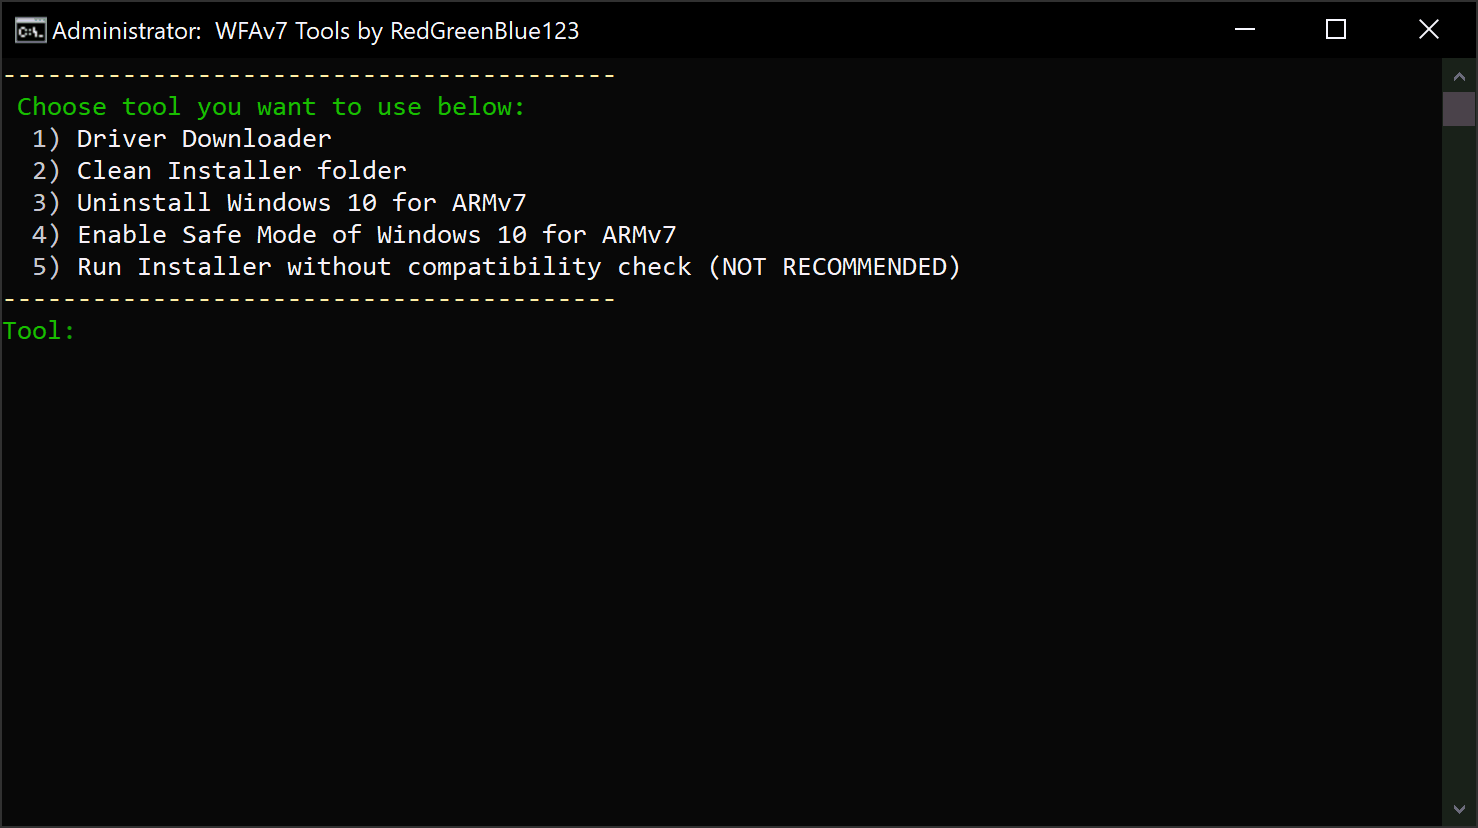 Administrator:  WFAv7 Tools by RedGreenBlue123
-----------------------------------------
Choose tool you want to use below:
1) Driver Downloader
2) Clean Installer folder
3) Uninstall Windows 10 for ARMv7
4) Enable Safe Mode of Windows 10 for ARMv7
5) Run Installer without compatibility check (NOT RECOMMENDED)
-----------------------------------------
Tool: